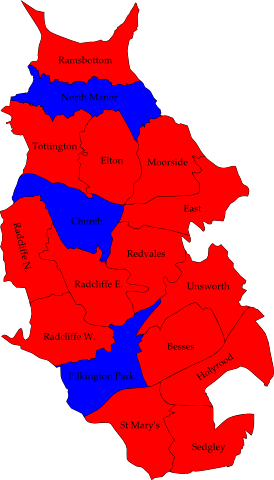 Ramsbottom
North Manor
Tottington
Elton
Moorside
Church
East
Radcliffe N.
Redvales
Radcliffe E.
Unsworth
Radcliffe W.
Besses
Holyrood
Pilkington Park
St Mary's
Sedgley